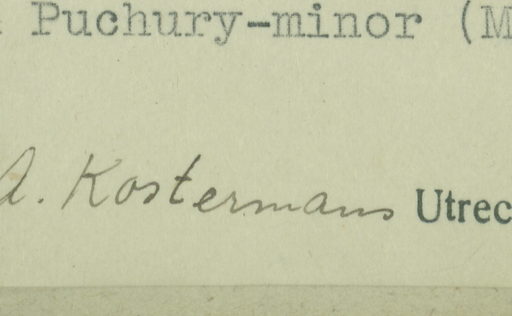 Puchury-minor (M
A. Kostermans Utrec